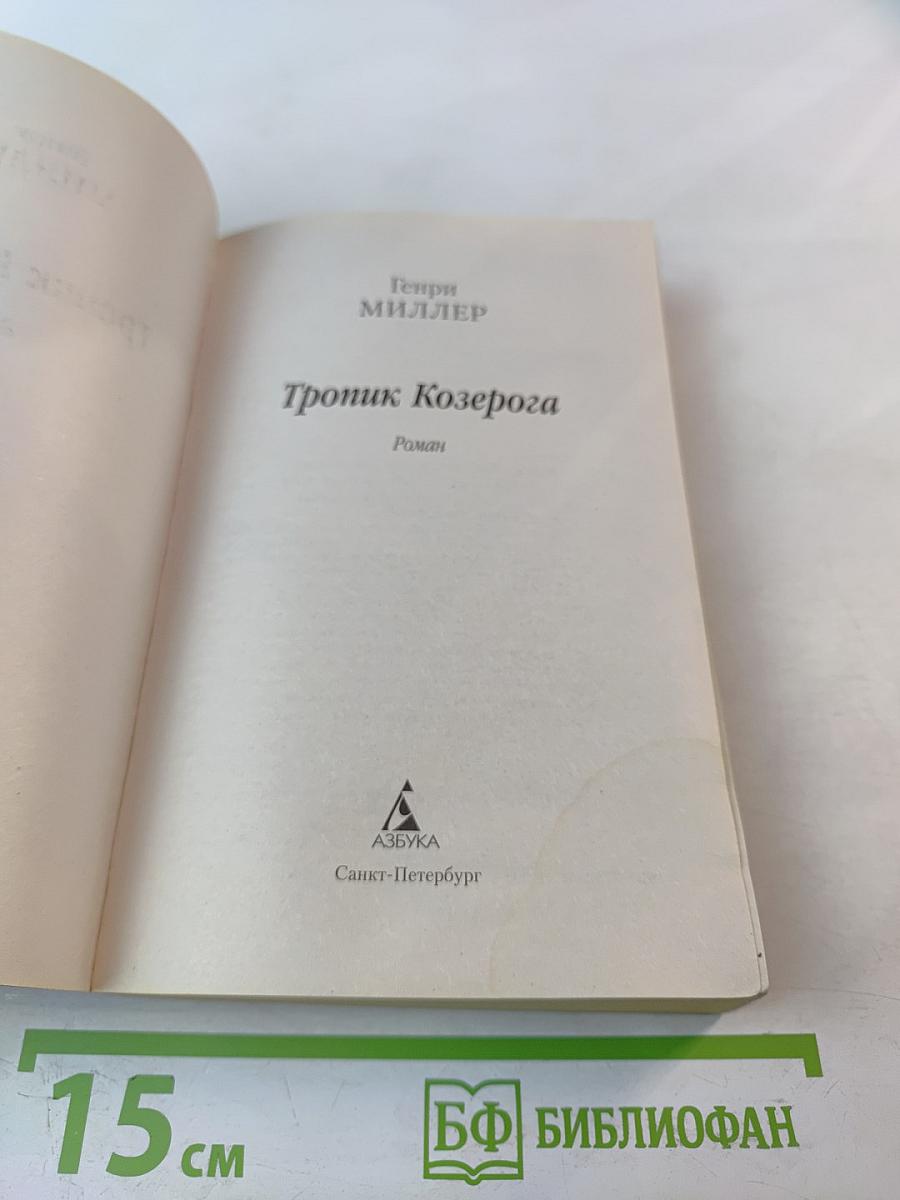 Генри
МИЛЛЕР
Тропик Козерога
Роман
АЗБУКА
Санкт-Петербург
15 см
БФ БИБЛИОФАН